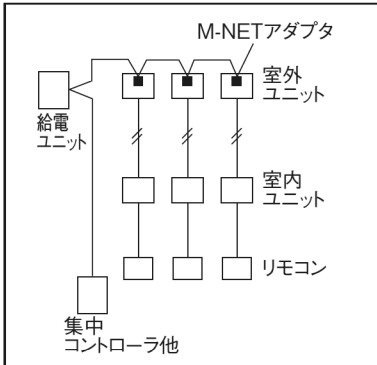 M-NETアダプタ
室外
ユニット
給電
ユニット
室内
ユニット
リモコン
集中
コントローラ他